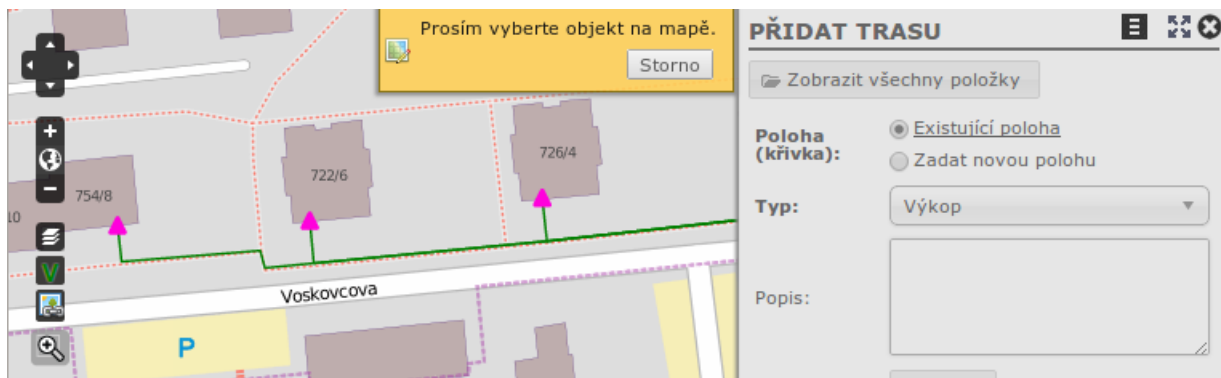 Prosím vyberte objekt na mapě.
Storno
754/8
10
722/6
726/4
Voskovcova
P
PŘIDAT TRASU
Zobrazit všechny položky
Poloha
(křivka):
Existující poloha
Zadat novou polohu
Typ:
Výkop
Popis: